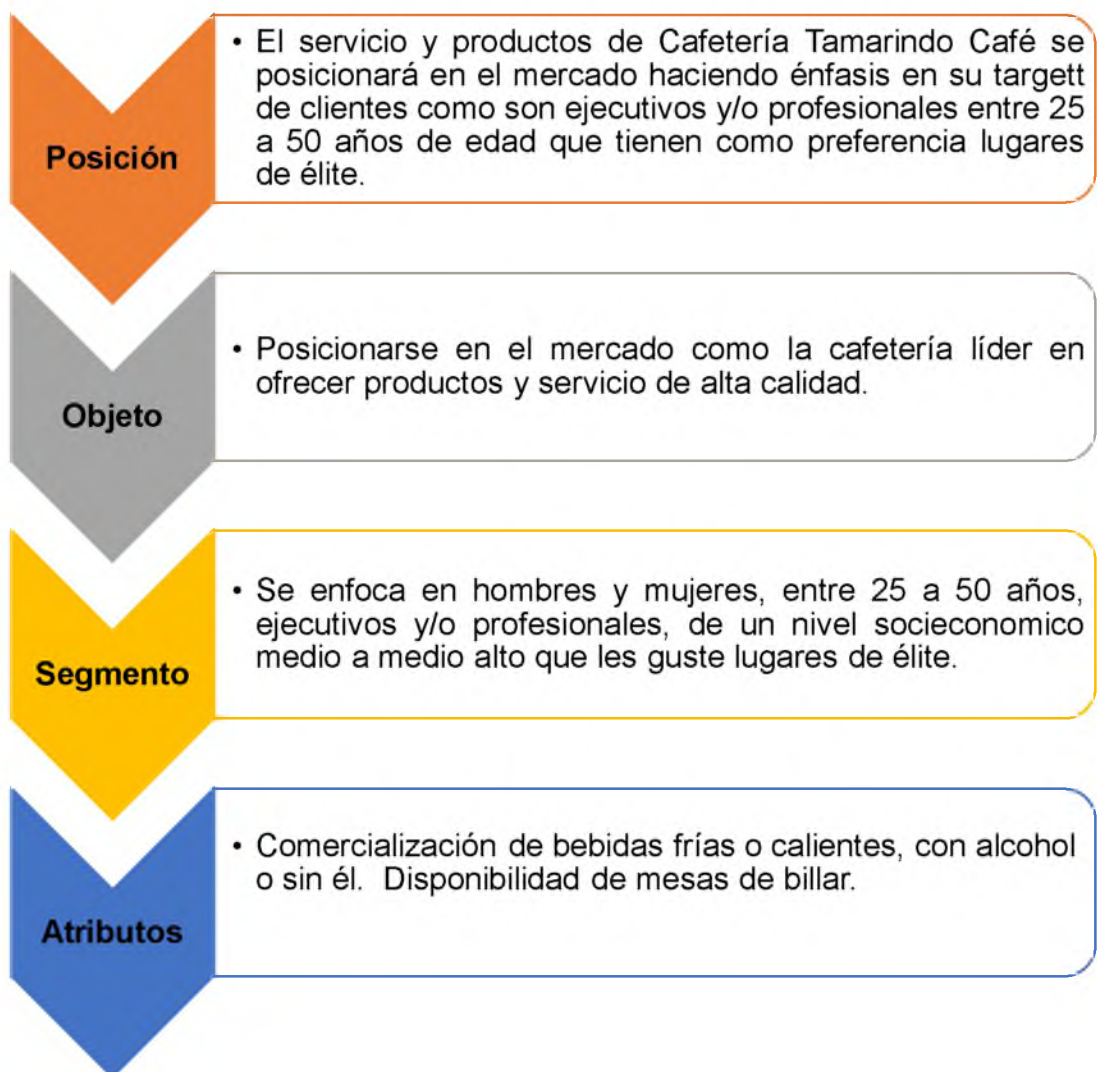 Posición
• El servicio y productos de Cafetería Tamarindo Café se
posicionará en el mercado haciendo énfasis en su targett
de clientes como son ejecutivos y/o profesionales entre 25
a 50 años de edad que tienen como preferencia lugares
de élite.
Objeto
• Posicionarse en el mercado como la cafetería líder en
ofrecer productos y servicio de alta calidad.
Segmento
• Se enfoca en hombres y mujeres, entre 25 a 50 años,
ejecutivos y/o profesionales, de un nivel socieconomico
medio a medio alto que les guste lugares de élite.
Atributos
• Comercialización de bebidas frías o calientes, con alcohol
o sin él. Disponibilidad de mesas de billar.